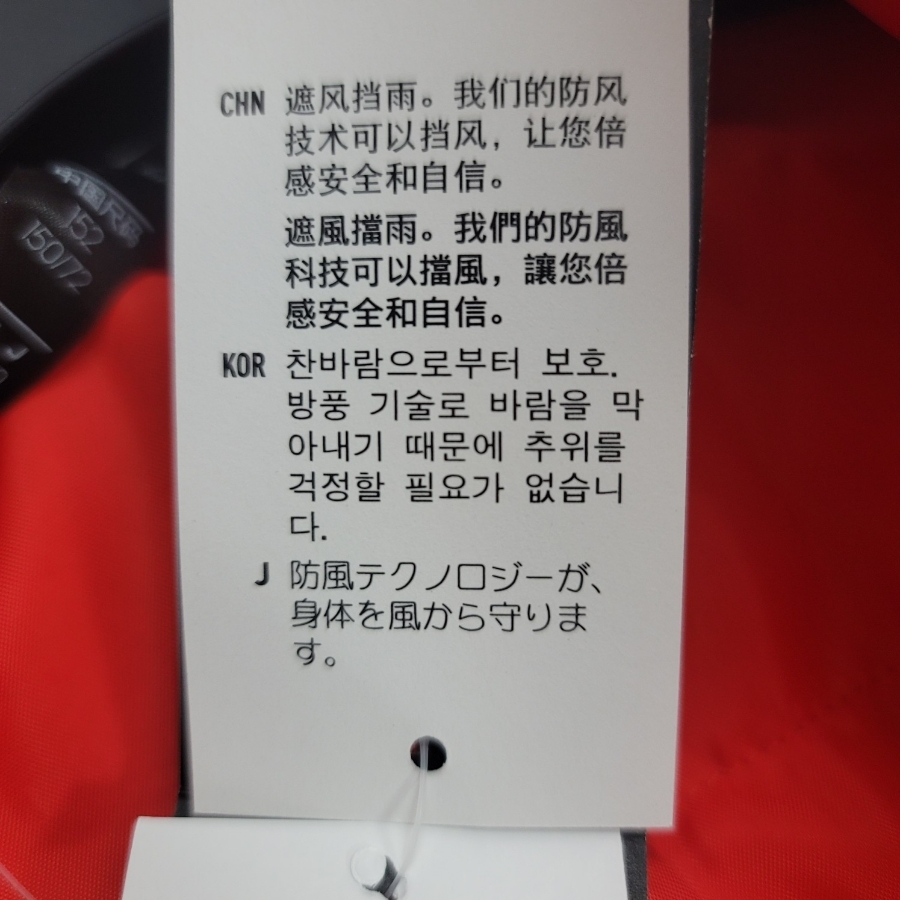 CHN 遮风挡雨。我们的防风
技术可以挡风，让您倍
感安全和自信。
遮風擋雨。我們的防風
科技可以擋風，讓您倍
感安全和自信。
KOR 찬바람으로부터 보호.
방풍 기술로 바람을 막
아내기 때문에 추위를
걱정할 필요가 없습니
다.
J 防風テクノロジーが、
身体を風から守りま
す。
中国尺码
152
150/72